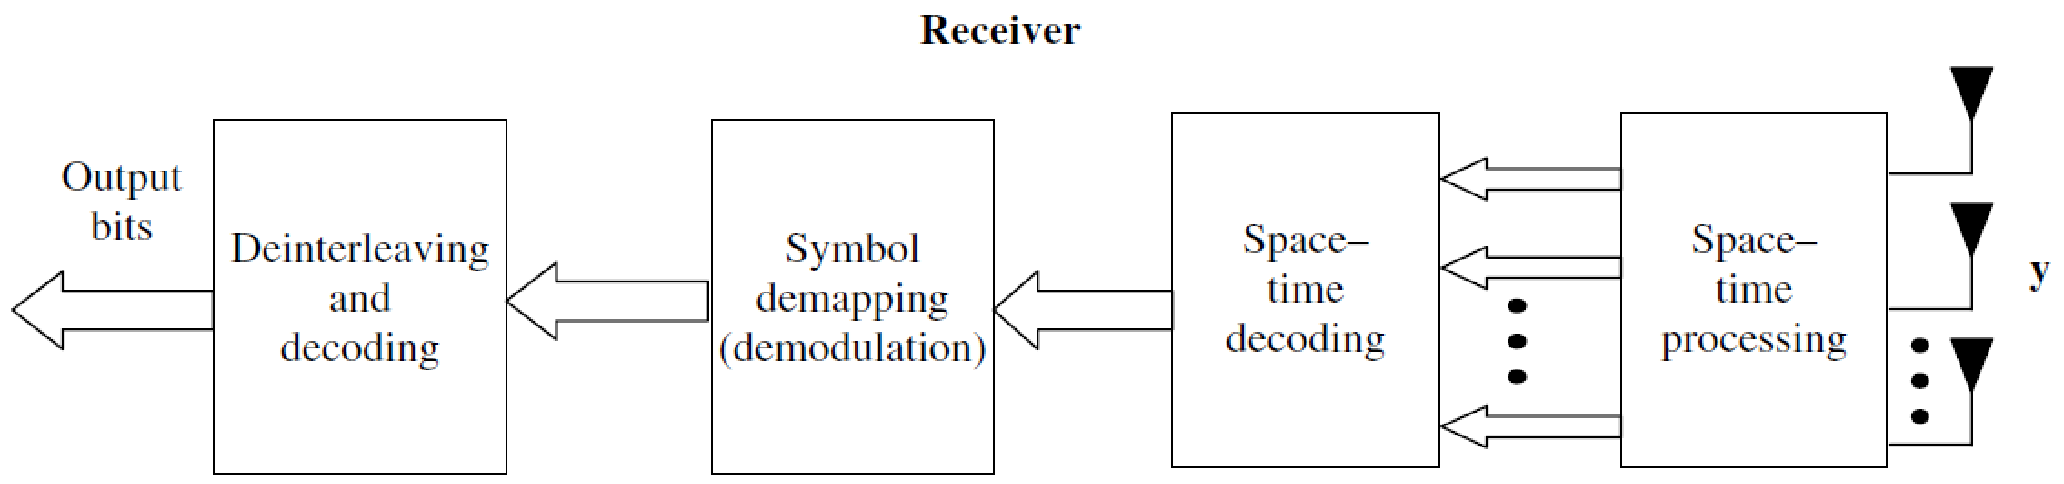 Receiver
Output
bits
Deinterleaving
and
decoding
Symbol
demapping
(demodulation)
Space–
time
decoding
Space–
time
processing
y